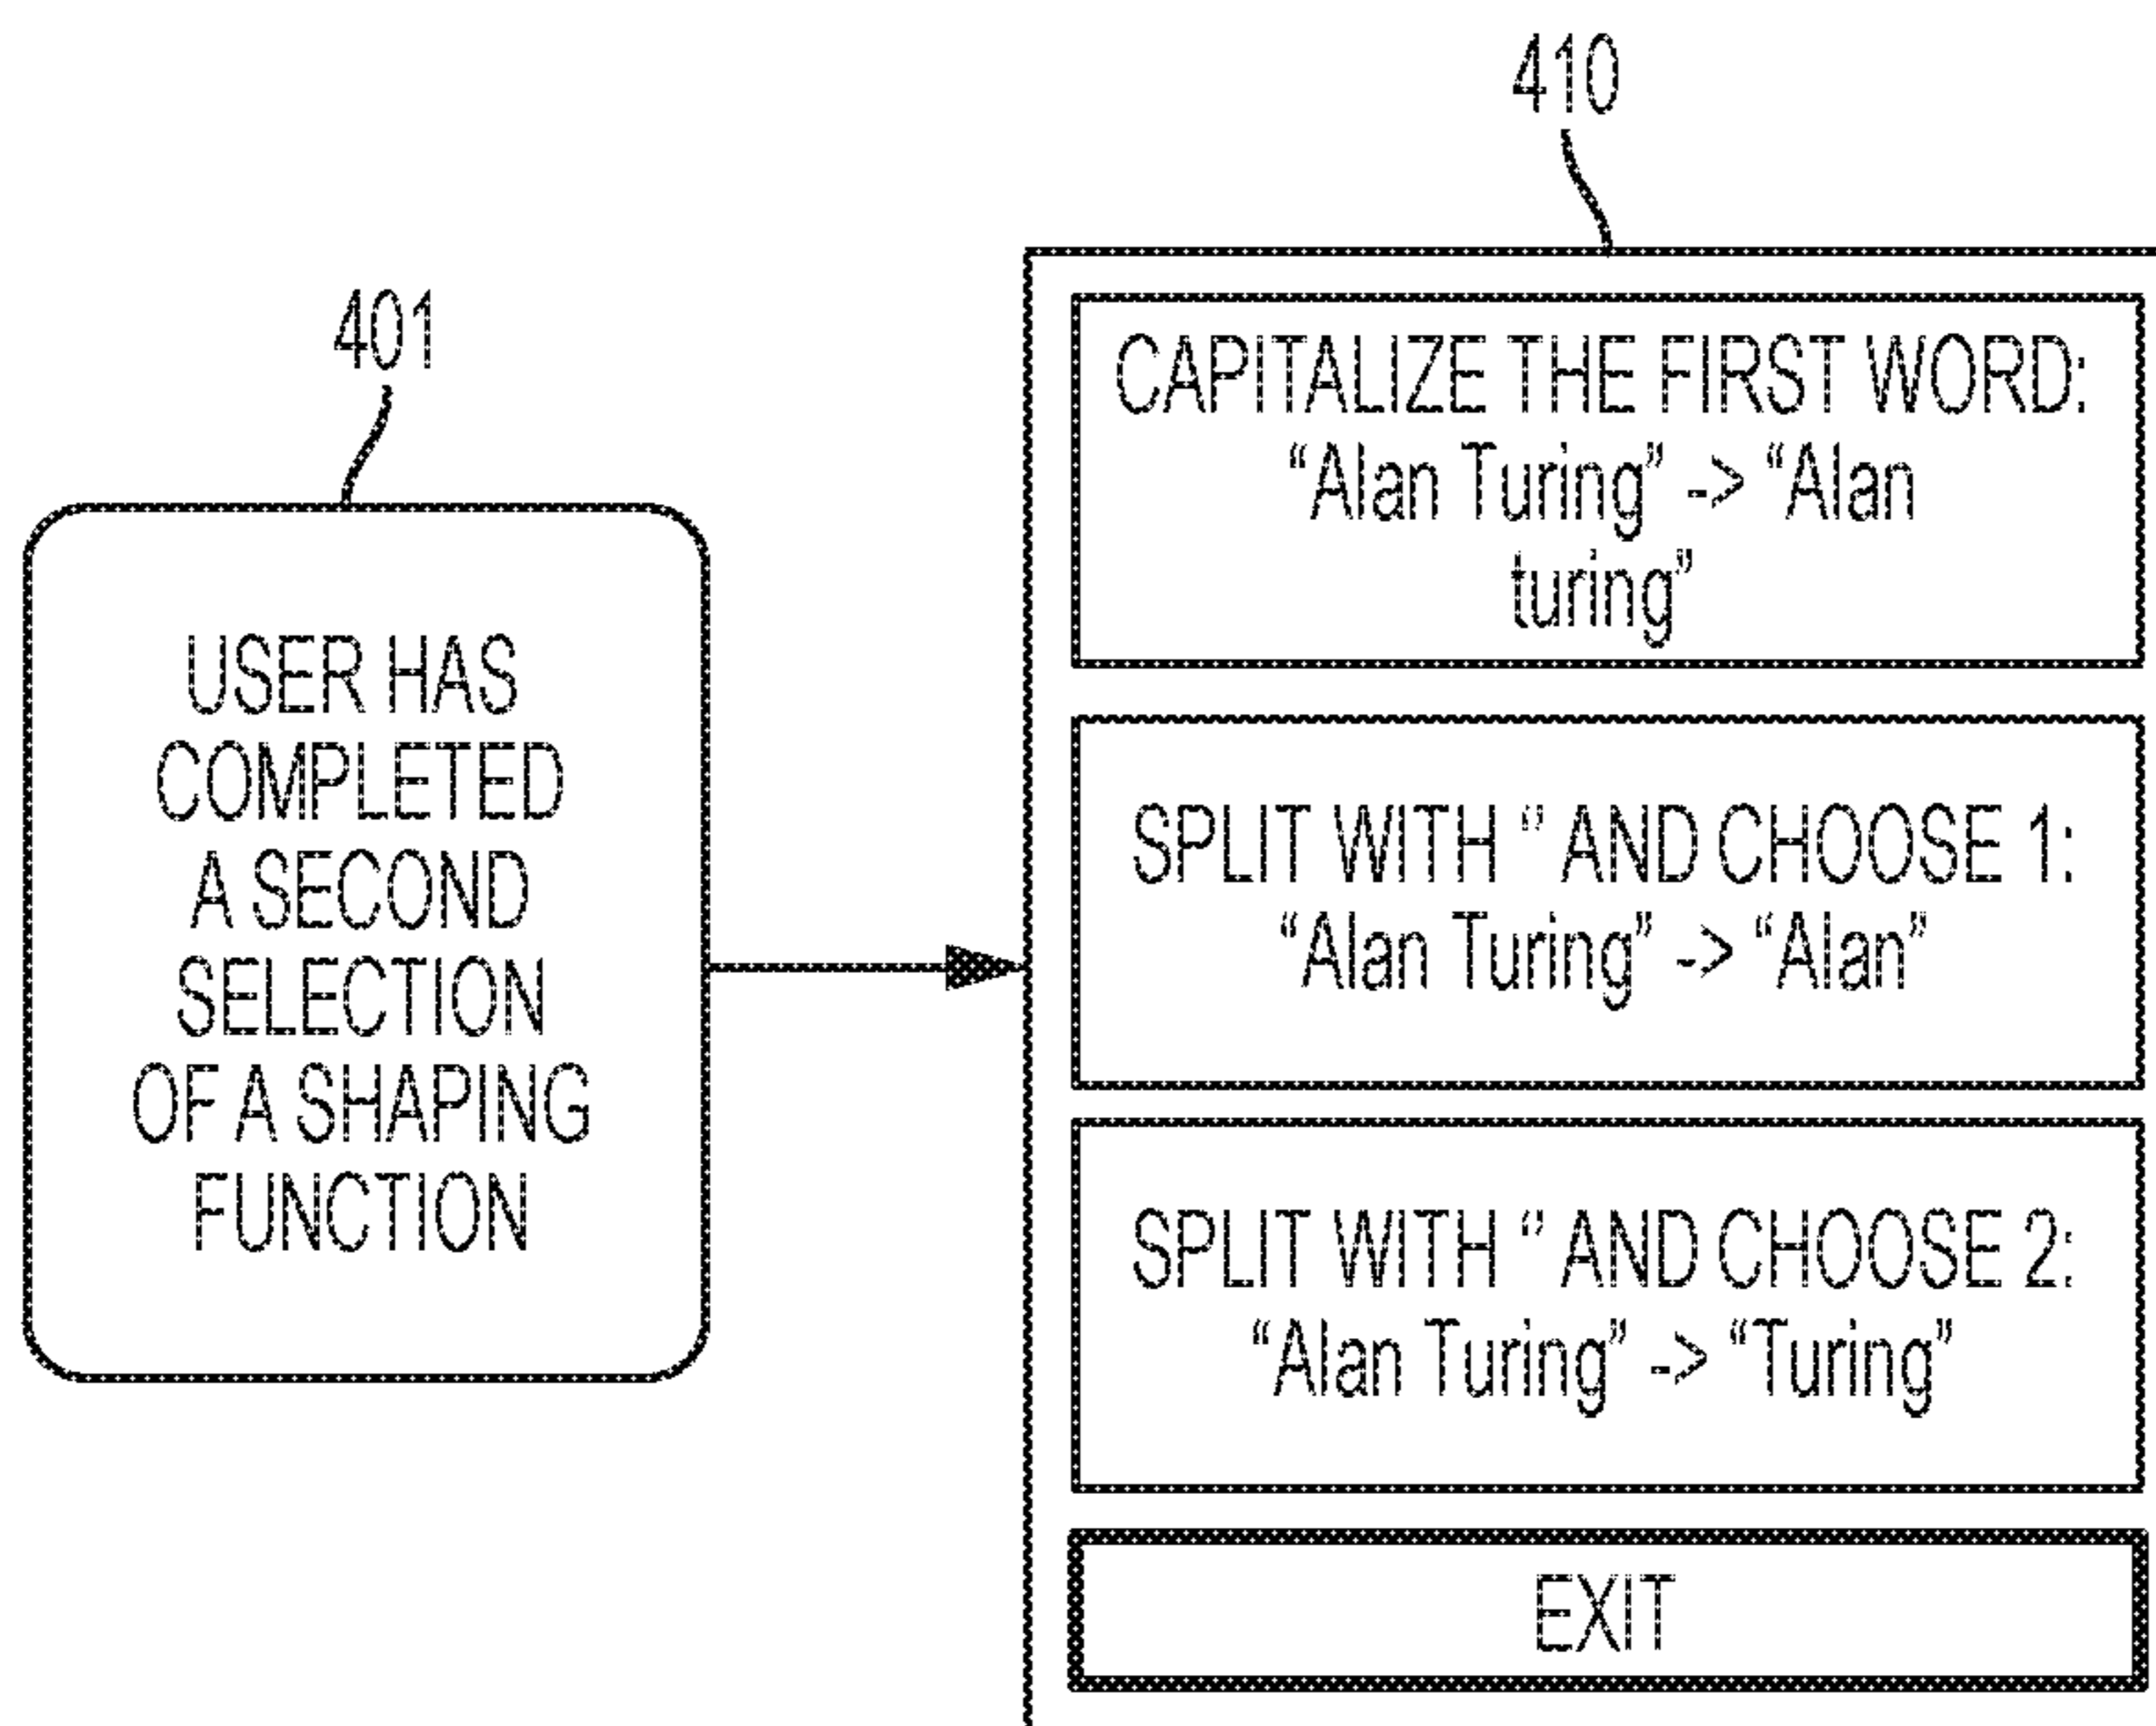 410
401
USER HAS
COMPLETED
A SECOND
SELECTION
OF A SHAPING
FUNCTION
CAPITALIZE THE FIRST WORD:
“Alan Turing” -> “Alan
turing”
SPLIT WITH ‘’ AND CHOOSE 1:
“Alan Turing” -> “Alan”
SPLIT WITH ‘’ AND CHOOSE 2:
“Alan Turing” -> “Turing”
EXIT